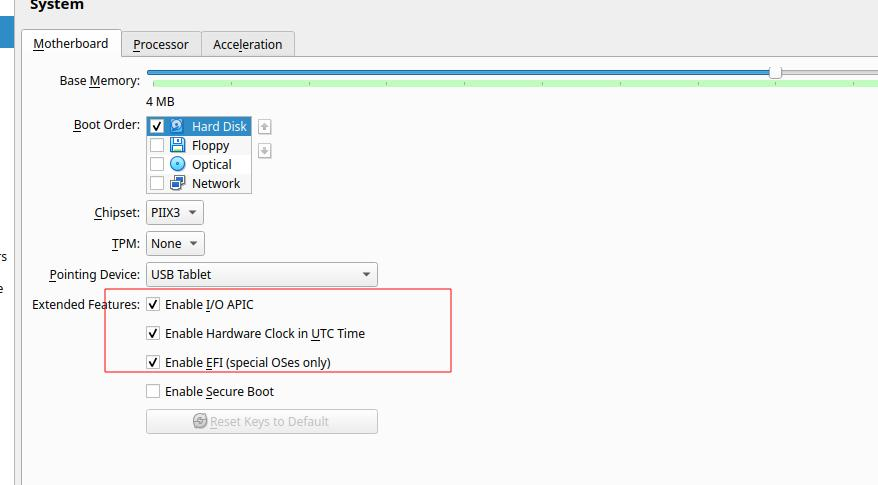 System
Motherboard
Processor
Acceleration
Base Memory:
4 MB
Boot Order:
Hard Disk
Floppy
Optical
Network
Chipset: PIIX3
TPM: None
Pointing Device: USB Tablet
Extended Features: Enable I/O APIC
Enable Hardware Clock in UTC Time
Enable EFI (special OSes only)
Enable Secure Boot
Reset Keys to Default